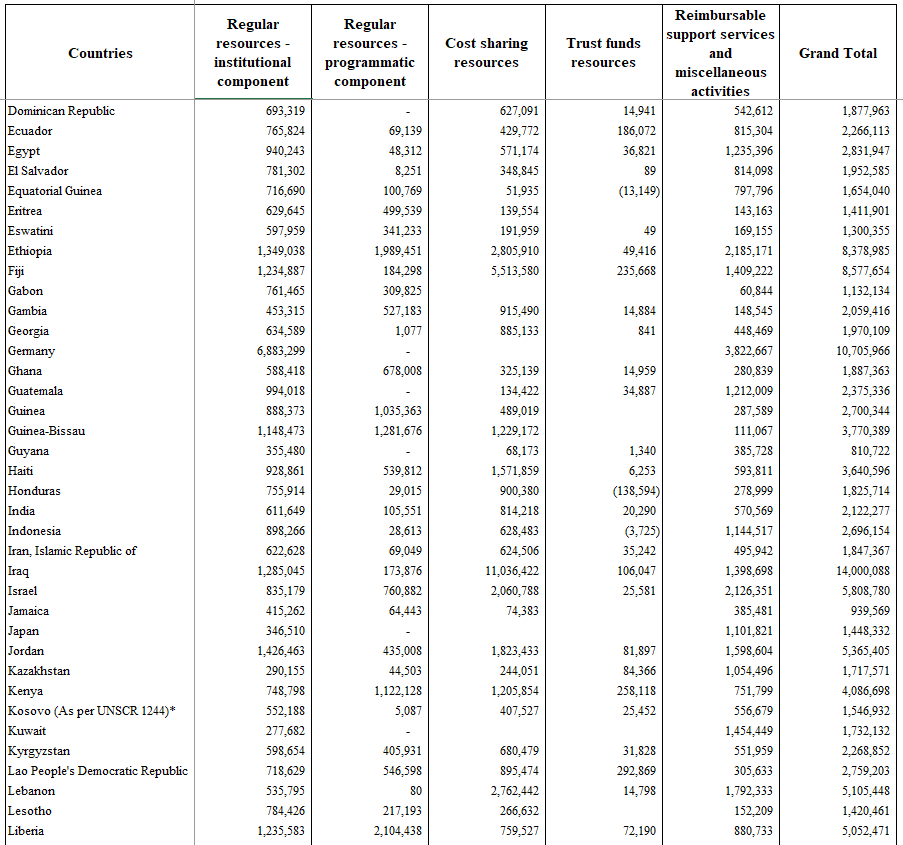 Countries
Regular resources - institutional component
Regular resources - programmatic component
Cost sharing resources
Trust funds resources
Reimbursable support services and miscellaneous activities
Grand Total
Dominican Republic 693,319 - 627,091 14,941 542,612 1,877,963
Ecuador 765,824 69,139 429,772 186,072 815,304 2,266,113
Egypt 940,243 48,312 571,174 36,821 1,235,396 2,831,947
El Salvador 781,302 8,251 348,845 89 814,098 1,952,585
Equatorial Guinea 716,690 100,769 51,935 (13,149) 797,796 1,654,040
Eritrea 629,645 499,539 139,554 143,163 1,411,901
Eswatini 597,959 341,233 191,959 49 169,155 1,300,355
Ethiopia 1,349,038 1,989,451 2,805,910 49,416 2,185,171 8,378,985
Fiji 1,234,887 184,298 5,513,580 235,668 1,409,222 8,577,654
Gabon 761,465 309,825 60,844 1,132,134
Gambia 453,315 527,183 915,490 14,884 148,545 2,059,416
Georgia 634,589 1,077 885,133 841 448,469 1,970,109
Germany 6,883,299 - 3,822,667 10,705,966
Ghana 588,418 678,008 325,139 14,959 280,839 1,887,363
Guatemala 994,018 - 134,422 34,887 1,212,009 2,375,336
Guinea 888,373 1,035,363 489,019 287,589 2,700,344
Guinea-Bissau 1,148,473 1,281,676 1,229,172 111,067 3,770,389
Guyana 355,480 - 68,173 1,340 385,728 810,722
Haiti 928,861 539,812 1,571,859 6,253 593,811 3,640,596
Honduras 755,914 29,015 900,380 (138,594) 278,999 1,825,714
India 611,649 105,551 814,218 20,290 570,569 2,122,277
Indonesia 898,266 28,613 628,483 (3,725) 1,144,517 2,696,154
Iran, Islamic Republic of 622,628 69,049 624,506 35,242 495,942 1,847,367
Iraq 1,285,045 173,876 11,036,422 106,047 1,398,698 14,000,088
Israel 835,179 760,882 2,060,788 25,581 2,126,351 5,808,780
Jamaica 415,262 64,443 74,383 385,481 939,569
Japan 346,510 - 1,101,821 1,448,332
Jordan 1,426,463 435,008 1,823,433 81,897 1,598,604 5,365,405
Kazakhstan 290,155 44,503 244,051 84,366 1,054,496 1,717,571
Kenya 748,798 1,122,128 1,205,854 258,118 751,799 4,086,698
Kosovo (As per UNSCR 1244)* 552,188 5,087 407,527 25,452 556,679 1,546,932
Kuwait 277,682 - 1,454,449 1,732,132
Kyrgyzstan 598,654 405,931 680,479 31,828 551,959 2,268,852
Lao People's Democratic Republic 718,629 546,598 895,474 292,869 305,633 2,759,203
Lebanon 535,795 80 2,762,442 14,798 1,792,333 5,105,448
Lesotho 784,426 217,193 266,632 152,209 1,420,461
Liberia 1,235,583 2,104,438 759,527 72,190 880,733 5,052,471